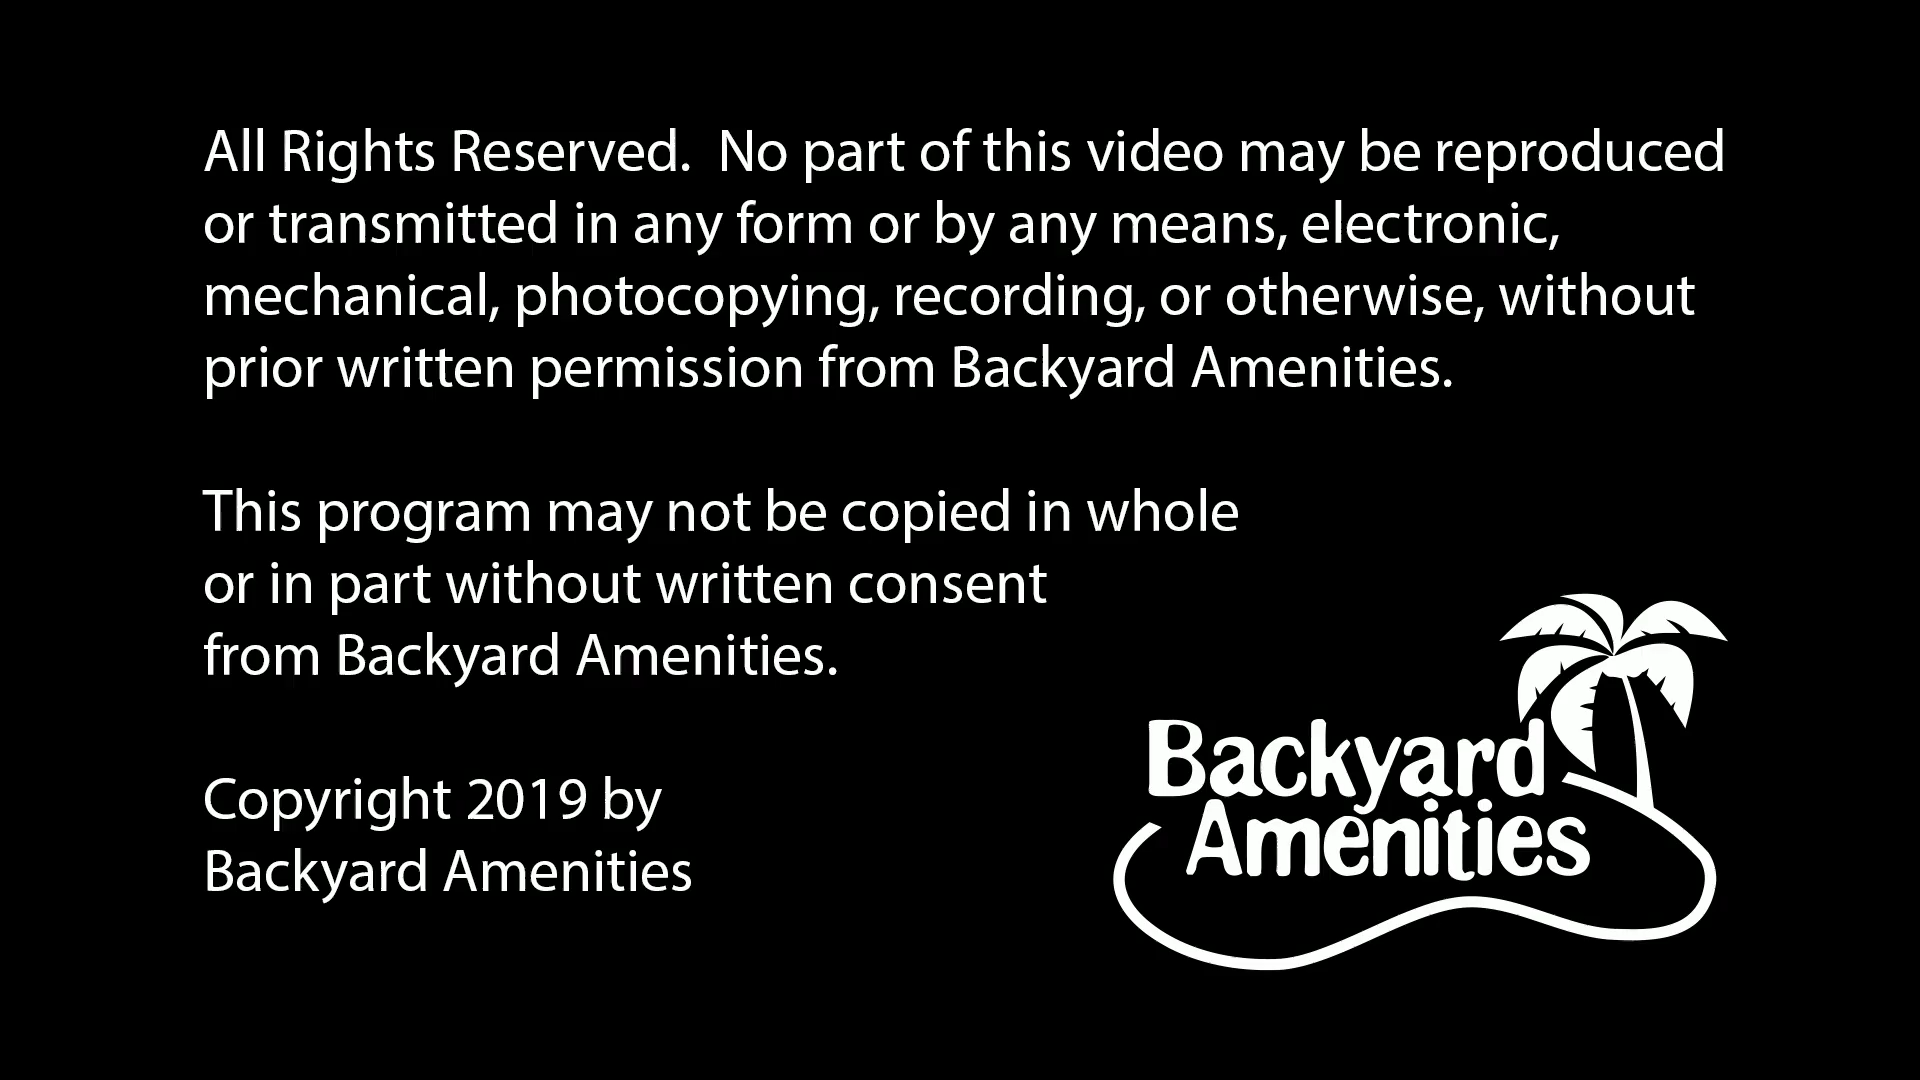 All Rights Reserved.  No part of this video may be reproduced
or transmitted in any form or by any means, electronic,
mechanical, photocopying, recording, or otherwise, without
prior written permission from Backyard Amenities.
This program may not be copied in whole
or in part without written consent
from Backyard Amenities.
Copyright 2019 by
Backyard Amenities
Backyard
Amenities